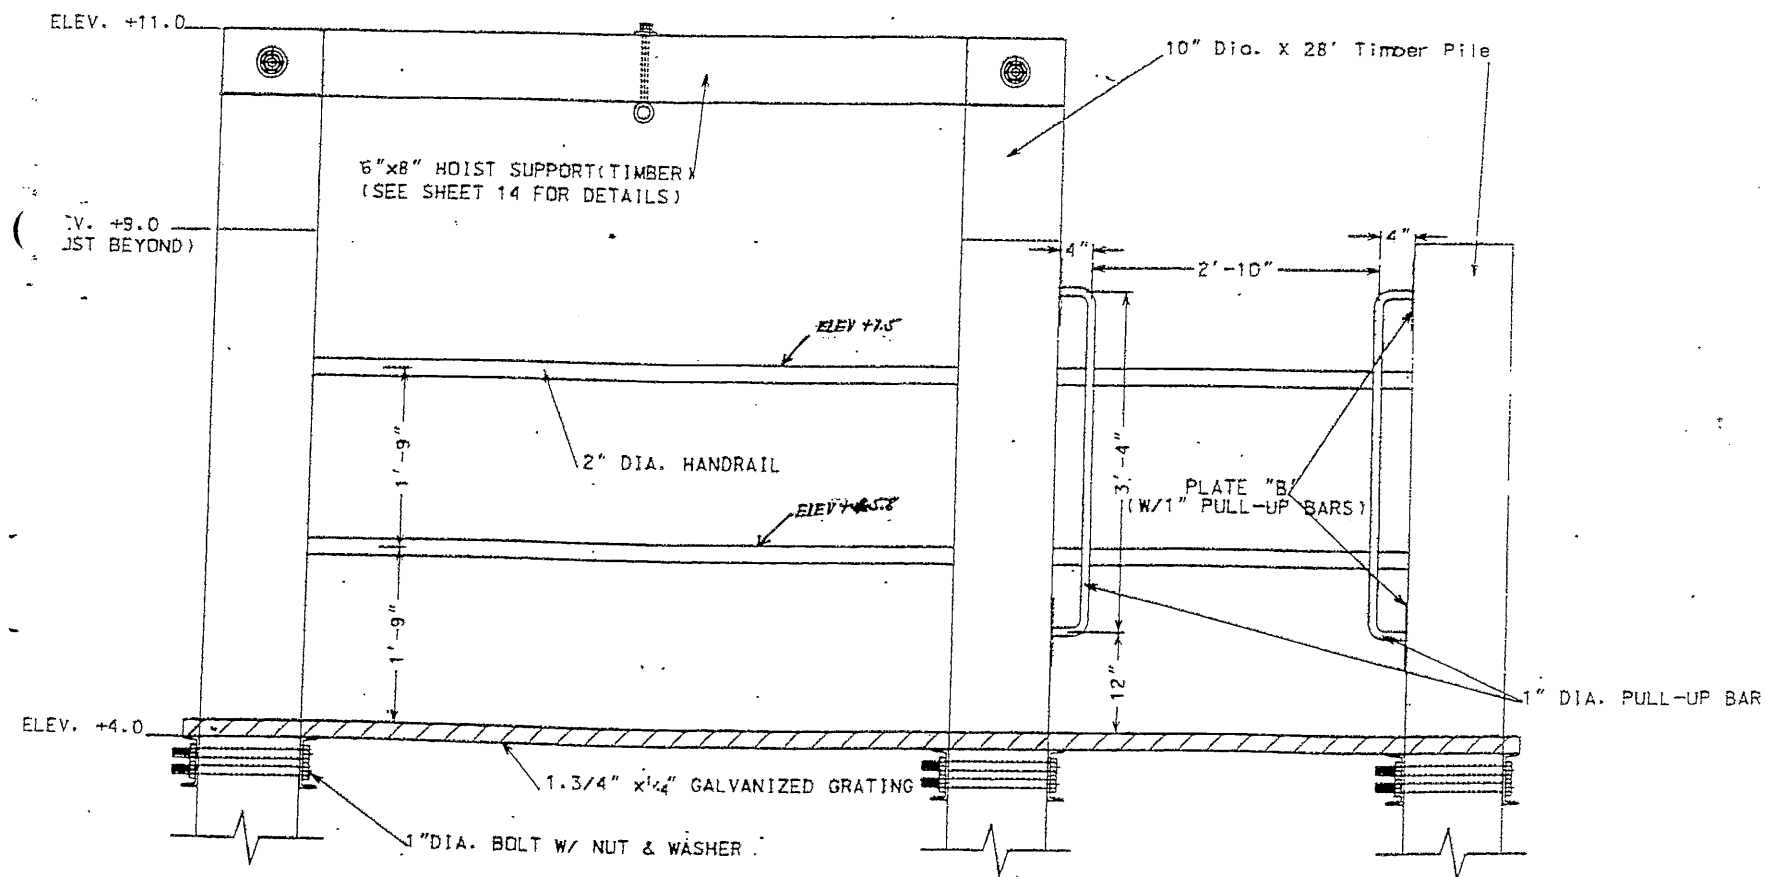 ELEV. +11.0
10" Dia. X 28' Timber Pile
6"x8" HOIST SUPPORT(TIMBER)
(SEE SHEET 14 FOR DETAILS)
EV. +9.0
JST BEYOND)
4"
4"
2'-10"
ELEV +7.5
1'-9"
2" DIA. HANDRAIL
3'-4"
PLATE "B"
(W/1" PULL-UP BARS)
ELEV
1'-9"
12"
1" DIA. PULL-UP BAR
ELEV. +4.0
1.3/4" x1/4" GALVANIZED GRATING
1"DIA. BOLT W/ NUT & WASHER